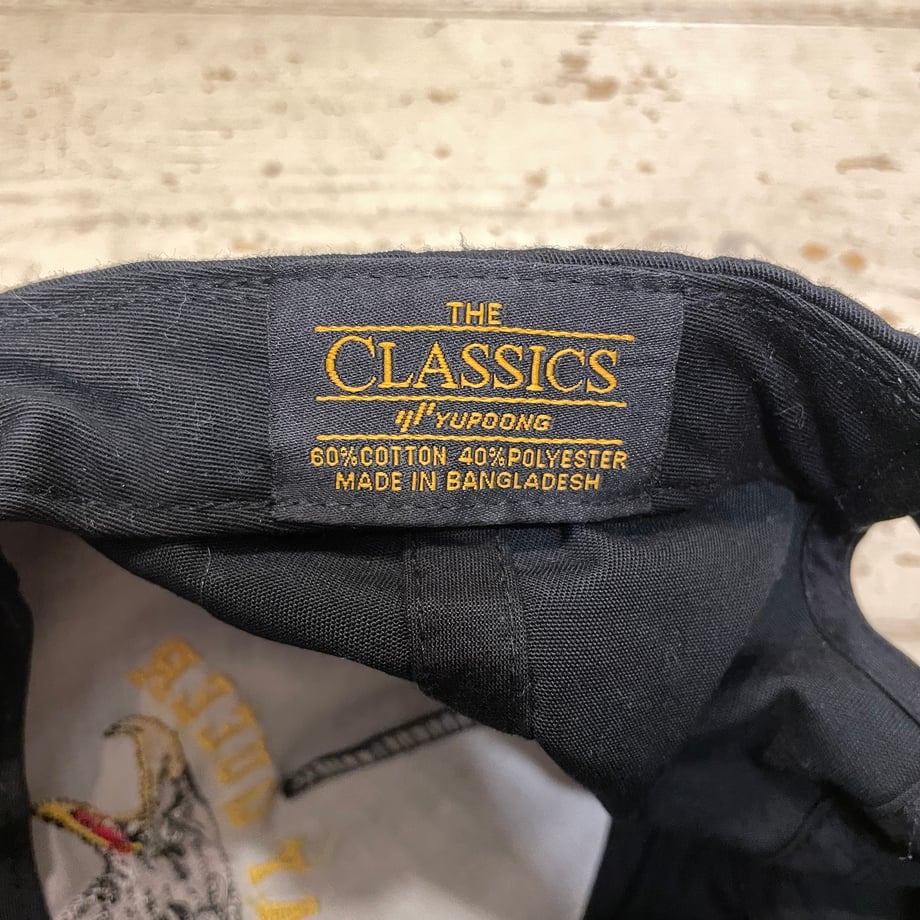 THE
CLASSICS
YUPOONG
60%COTTON 40%POLYESTER
MADE IN BANGLADESH